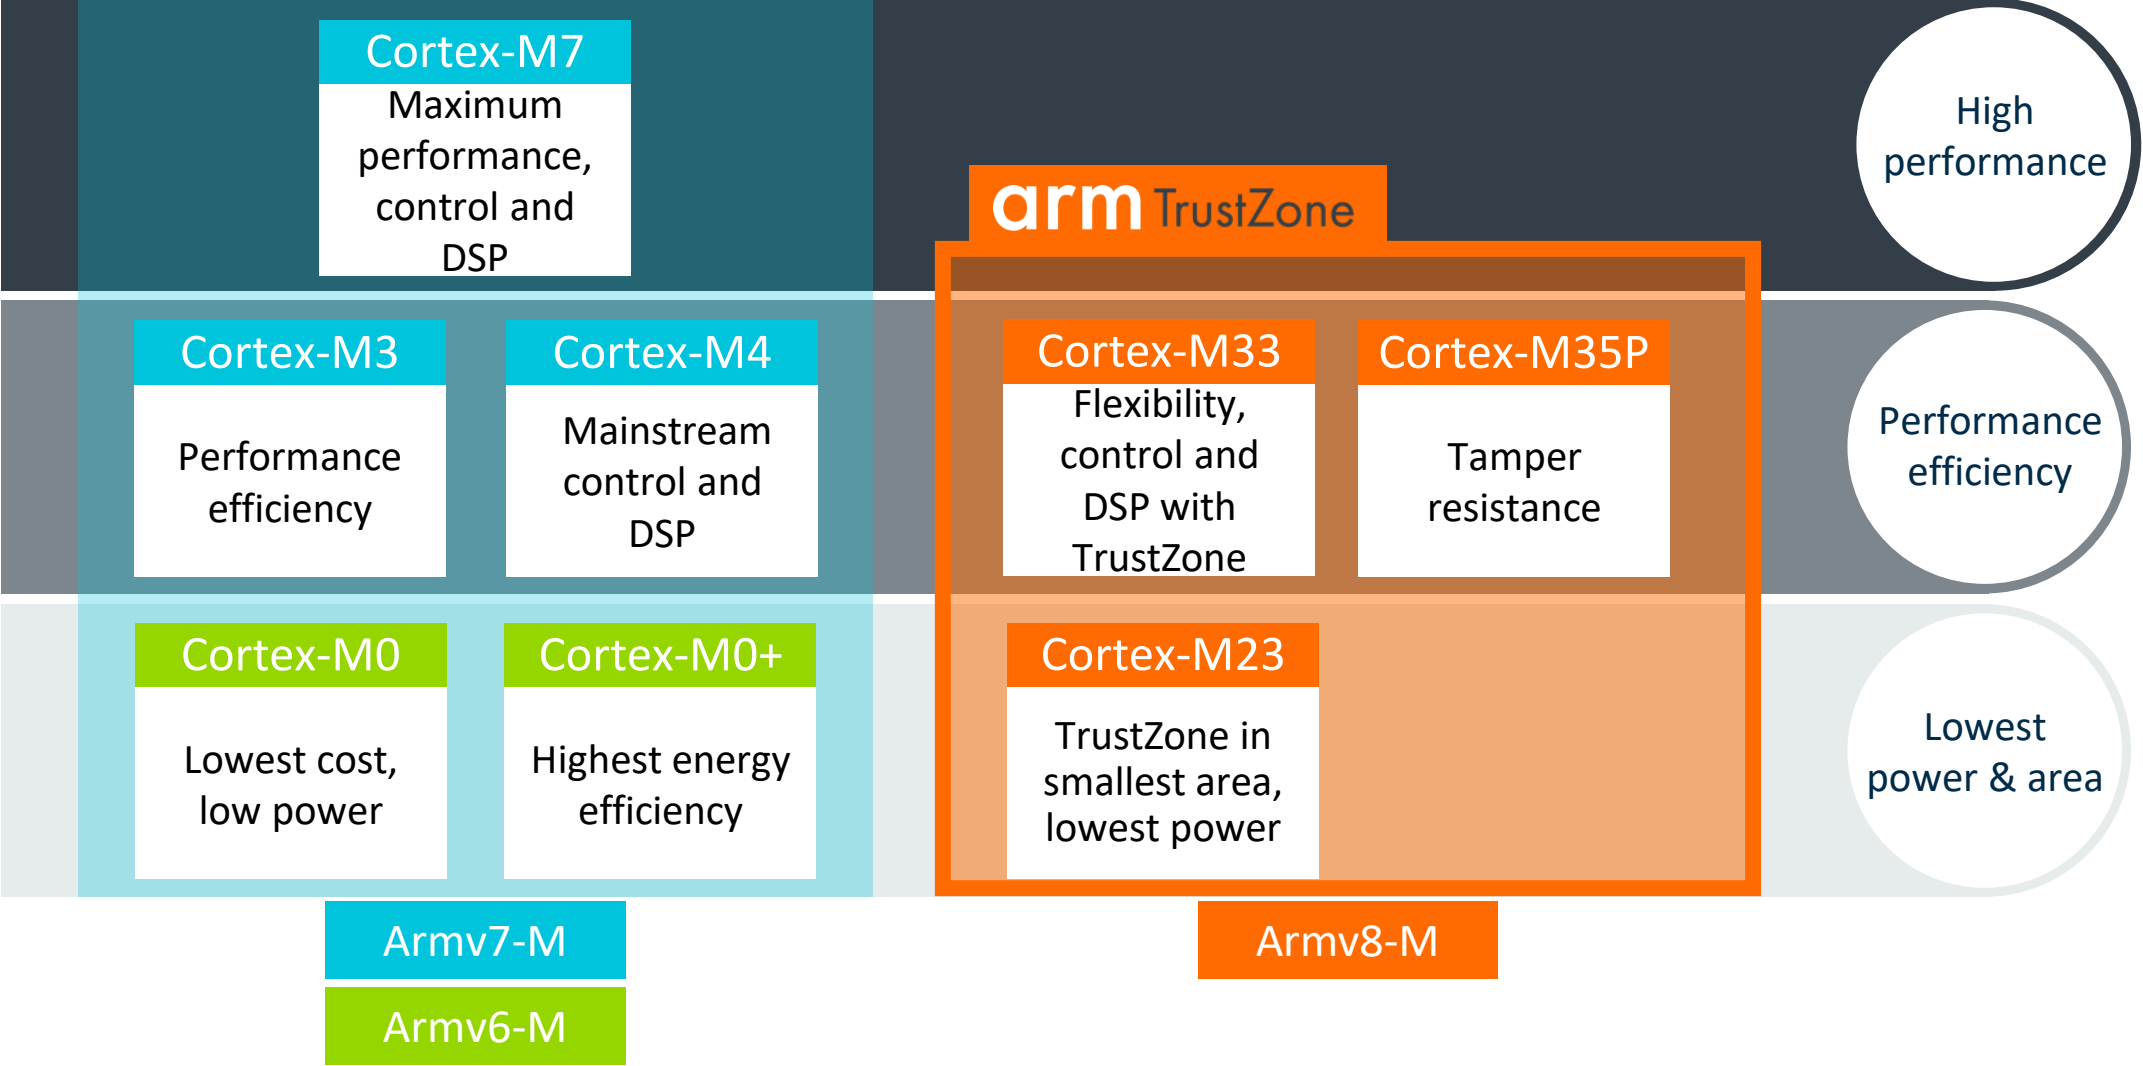 Cortex-M7
Maximum
performance,
control and
DSP
High
performance
arm TrustZone
Cortex-M3
Performance
efficiency
Cortex-M4
Mainstream
control and
DSP
Cortex-M33
Flexibility,
control and
DSP with
TrustZone
Cortex-M35P
Tamper
resistance
Performance
efficiency
Cortex-M0
Lowest cost,
low power
Cortex-M0+
Highest energy
efficiency
Cortex-M23
TrustZone in
smallest area,
lowest power
Lowest
power & area
Armv7-M
Armv8-M
Armv6-M